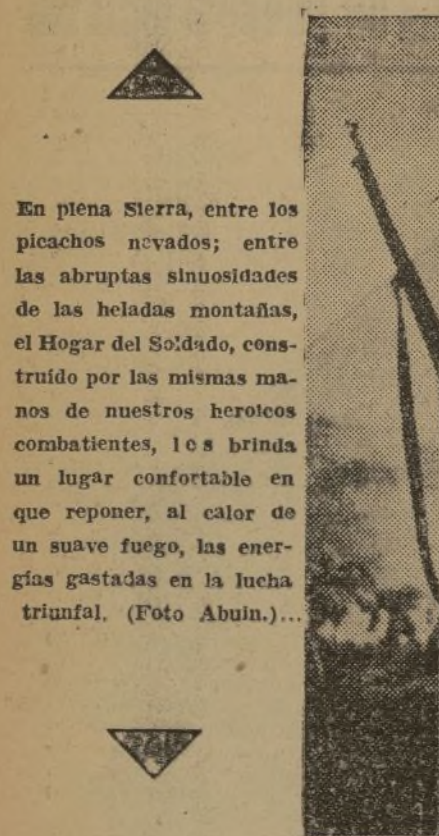 En plena Sierra, entre los
picachos nevados; entre
las abruptas sinuosidades
de las heladas montañas,
el Hogar del Soldado, cons-
truído por las mismas ma-
nos de nuestros heroicos
combatientes, les brinda
un lugar confortable en
que reponer, al calor de
un suave fuego, las ener-
gías gastadas en la lucha
triunfal. (Foto Abuin.)...